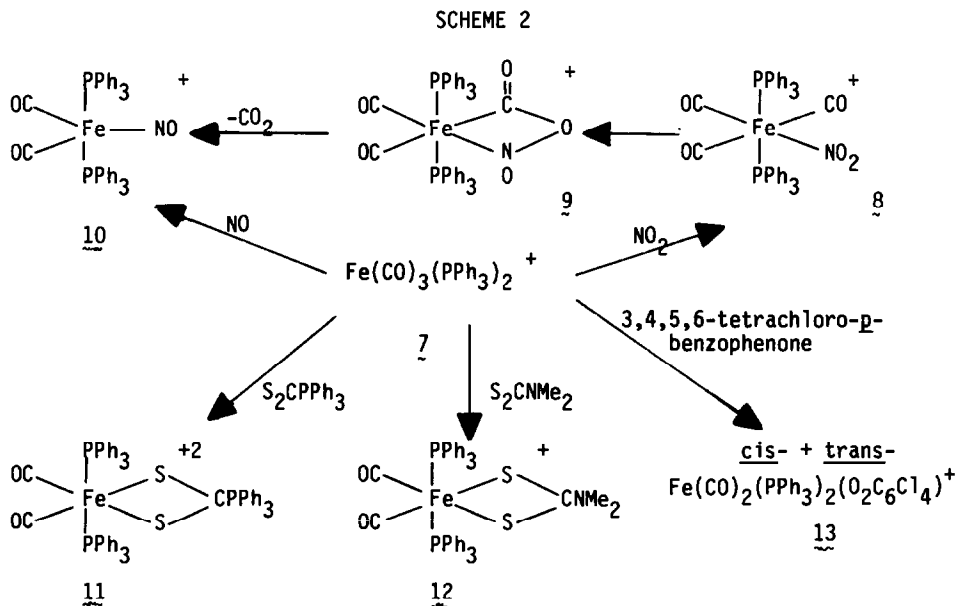 SCHEME 2
PPh3 +
OC
Fe — NO
OC
PPh3
10
-CO2
O +
PPh3 C
OC
Fe O
OC N
PPh3 O
9
PPh3 +
OC CO
Fe
OC NO2
PPh3
8
NO
Fe(CO)3(PPh3)2 +
7
NO2
S2CPPh3
S2CNMe2
3,4,5,6-tetrachloro-p-
benzophenone
PPh3 +2
OC S
Fe CPPh3
OC S
PPh3
11
PPh3 +
OC S
Fe CNMe2
OC S
PPh3
12
cis- + trans-
Fe(CO)2(PPh3)2(O2C6Cl4)+
13